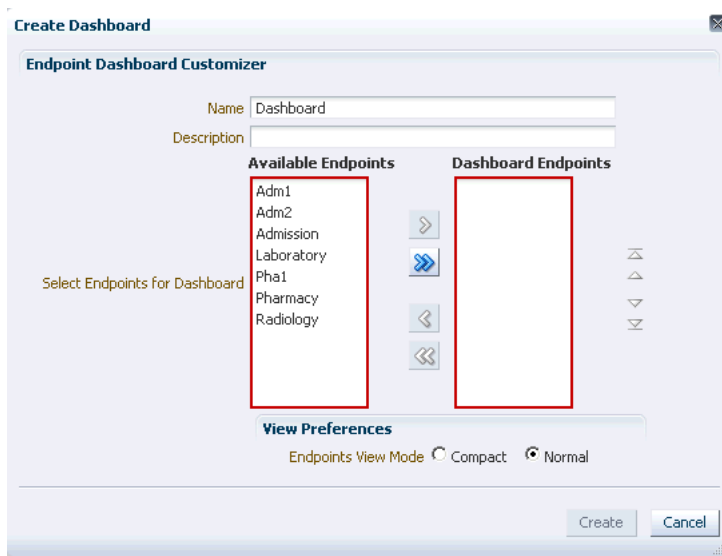 Create Dashboard
Endpoint Dashboard Customizer
Name Dashboard
Description
Available Endpoints Dashboard Endpoints
Adm1
Adm2
Admission
Laboratory
Pha1
Pharmacy
Radiology
Select Endpoints for Dashboard
View Preferences
Endpoints View Mode Compact Normal
Create Cancel